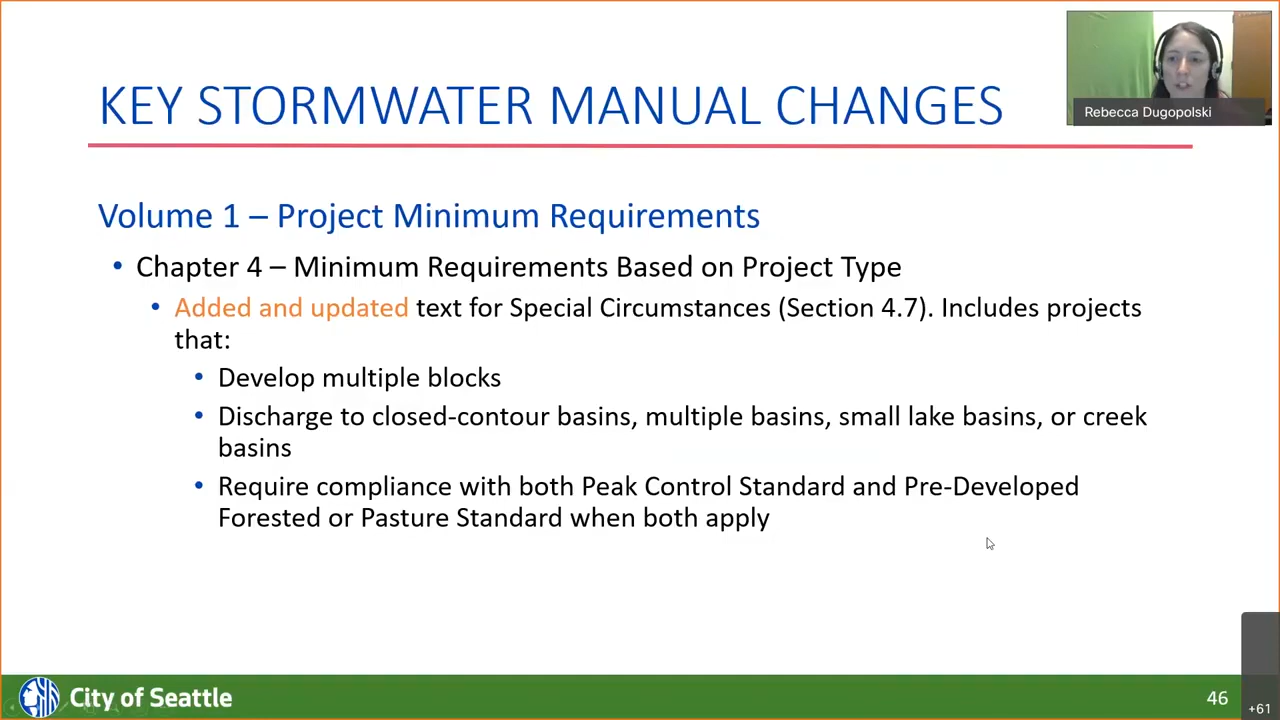 KEY STORMWATER MANUAL CHANGES
Rebecca Dugopolski
Volume 1 – Project Minimum Requirements
• Chapter 4 – Minimum Requirements Based on Project Type
• Added and updated text for Special Circumstances (Section 4.7). Includes projects
that:
• Develop multiple blocks
• Discharge to closed-contour basins, multiple basins, small lake basins, or creek
basins
• Require compliance with both Peak Control Standard and Pre-Developed
Forested or Pasture Standard when both apply
City of Seattle
46
+61